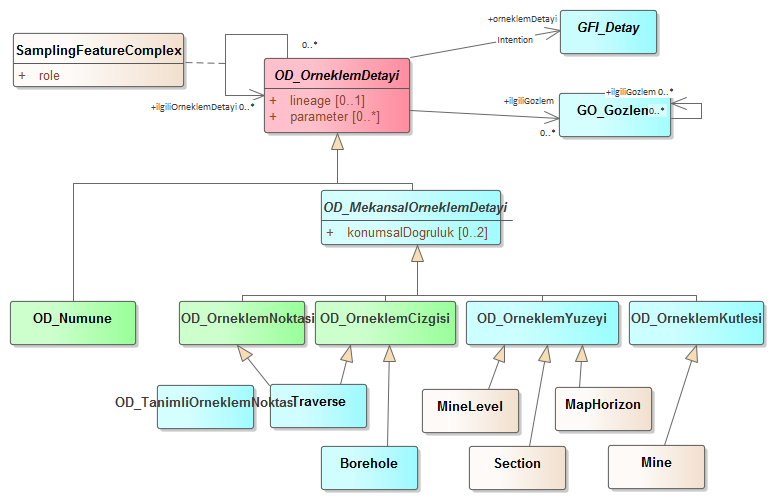 SamplingFeatureComplex
+ role
0..*
+ilgiliOrneklemDetayi 0..*
OD_OrneklemDetayi
+ lineage [0..1]
+ parameter [0..*]
+orneklemDetayi
Intention
GFI_Detay
+ilgiliGozlem
0..*
+ilgiliGozlem 0..*
GO_Gozlem
0..*
OD_MekansalOrneklemDetayi
+ konumsalDogruluk [0..2]
OD_Numune
OD_OrneklemNoktasi
OD_OrneklemCizgisi
OD_OrneklemYuzeyi
OD_OrneklemKutlesi
OD_TanimliOrneklemNoktas
Traverse
MineLevel
MapHorizon
Borehole
Section
Mine